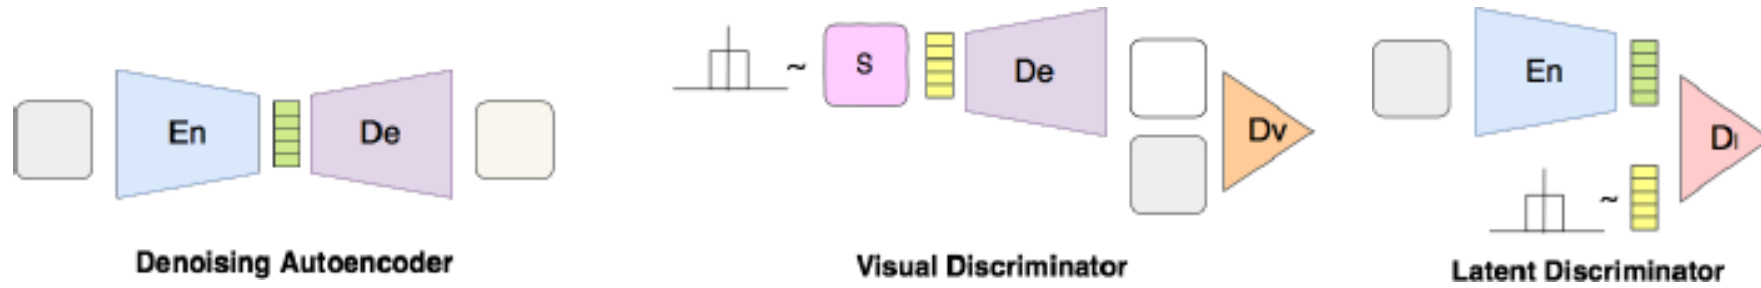 En
De
Denoising Autoencoder
~
S
De
Dv
Visual Discriminator
En
Dl
~
Latent Discriminator